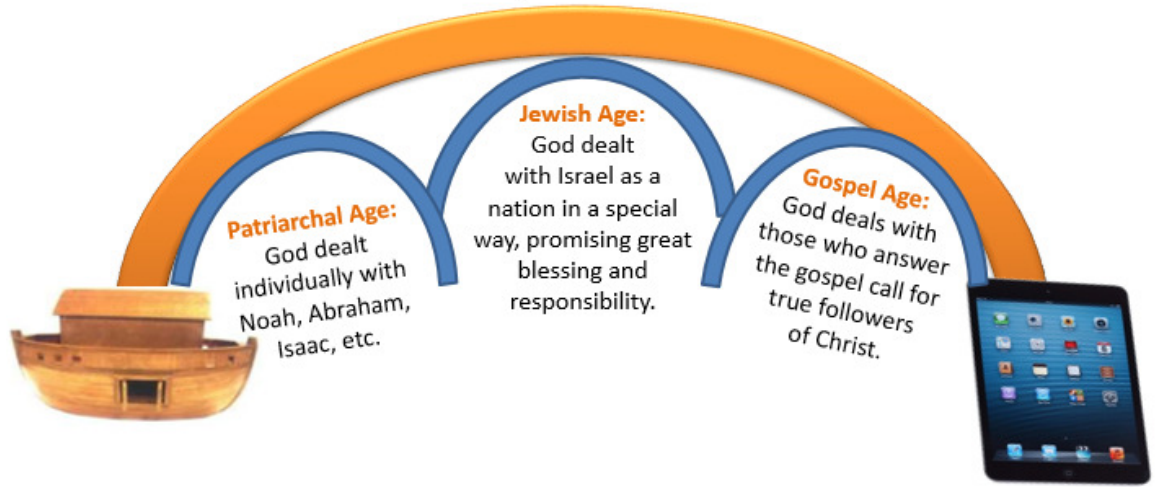 Patriarchal Age:
God dealt
individually with
Noah, Abraham,
Isaac, etc.
Jewish Age:
God dealt
with Israel as a
nation in a special
way, promising great
blessing and
responsibility.
Gospel Age:
God deals with
those who answer
the gospel call for
true followers
of Christ.